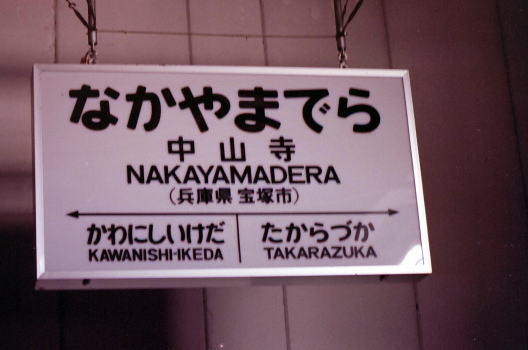 なかやまでら
中山寺
NAKAYAMADERA
(兵庫県 宝塚市)
かわにしいけだ たからづか
KAWANISHI-IKEDA TAKARAZUKA